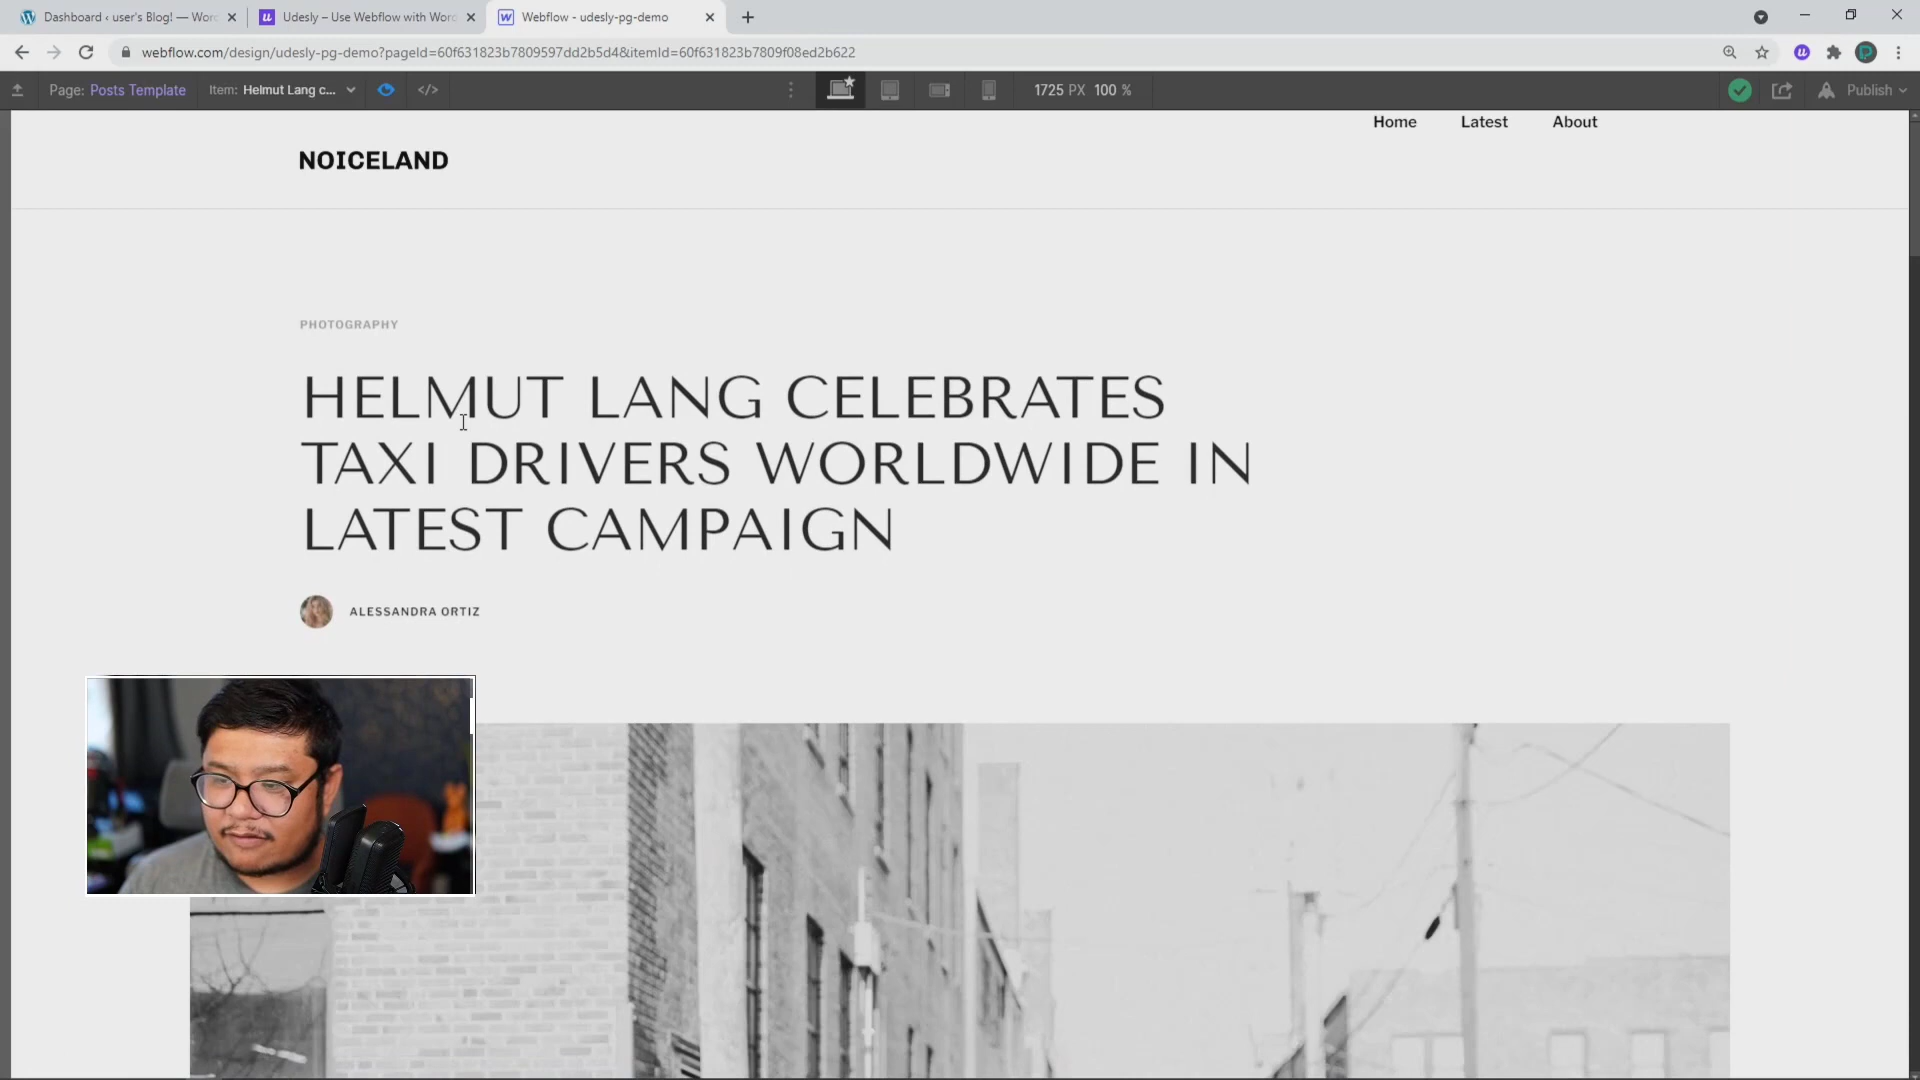 Dashboard ‹ user's Blog! — Wor
Udesly – Use Webflow with Word
Webflow - udesly-pg-demo
webflow.com/design/udesly-pg-demo?pageId=60f631823b7809597dd2b5d4&itemId=60f631823b7809f08ed2b622
Page: Posts Template
Item: Helmut Lang c...
</>
1725 PX 100 %
Publish
Home Latest About
NOICELAND
PHOTOGRAPHY
HELMUT LANG CELEBRATES
TAXI DRIVERS WORLDWIDE IN
LATEST CAMPAIGN
ALESSANDRA ORTIZ